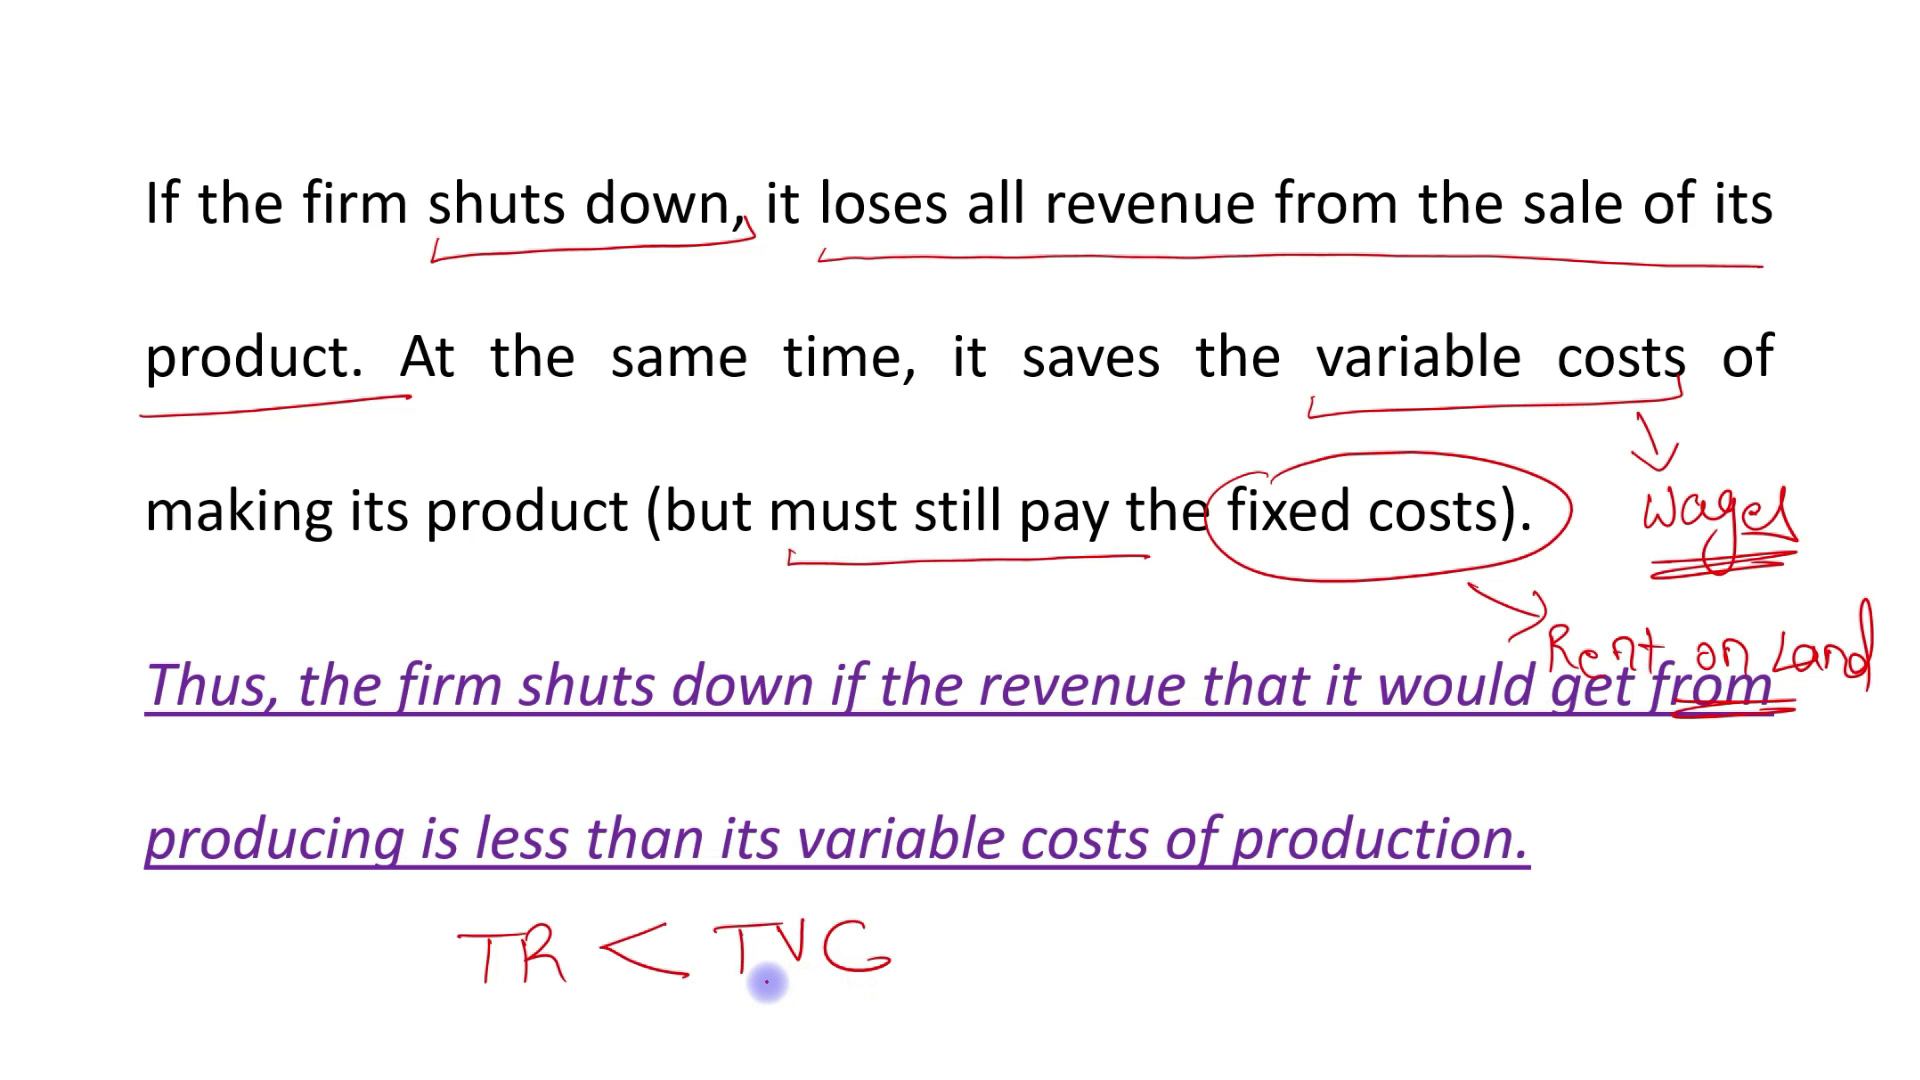 If the firm shuts down, it loses all revenue from the sale of its
product. At the same time, it saves the variable costs of
making its product (but must still pay the fixed costs).
Wages
Rent on Land
Thus, the firm shuts down if the revenue that it would get from
producing is less than its variable costs of production.
TR < TVC